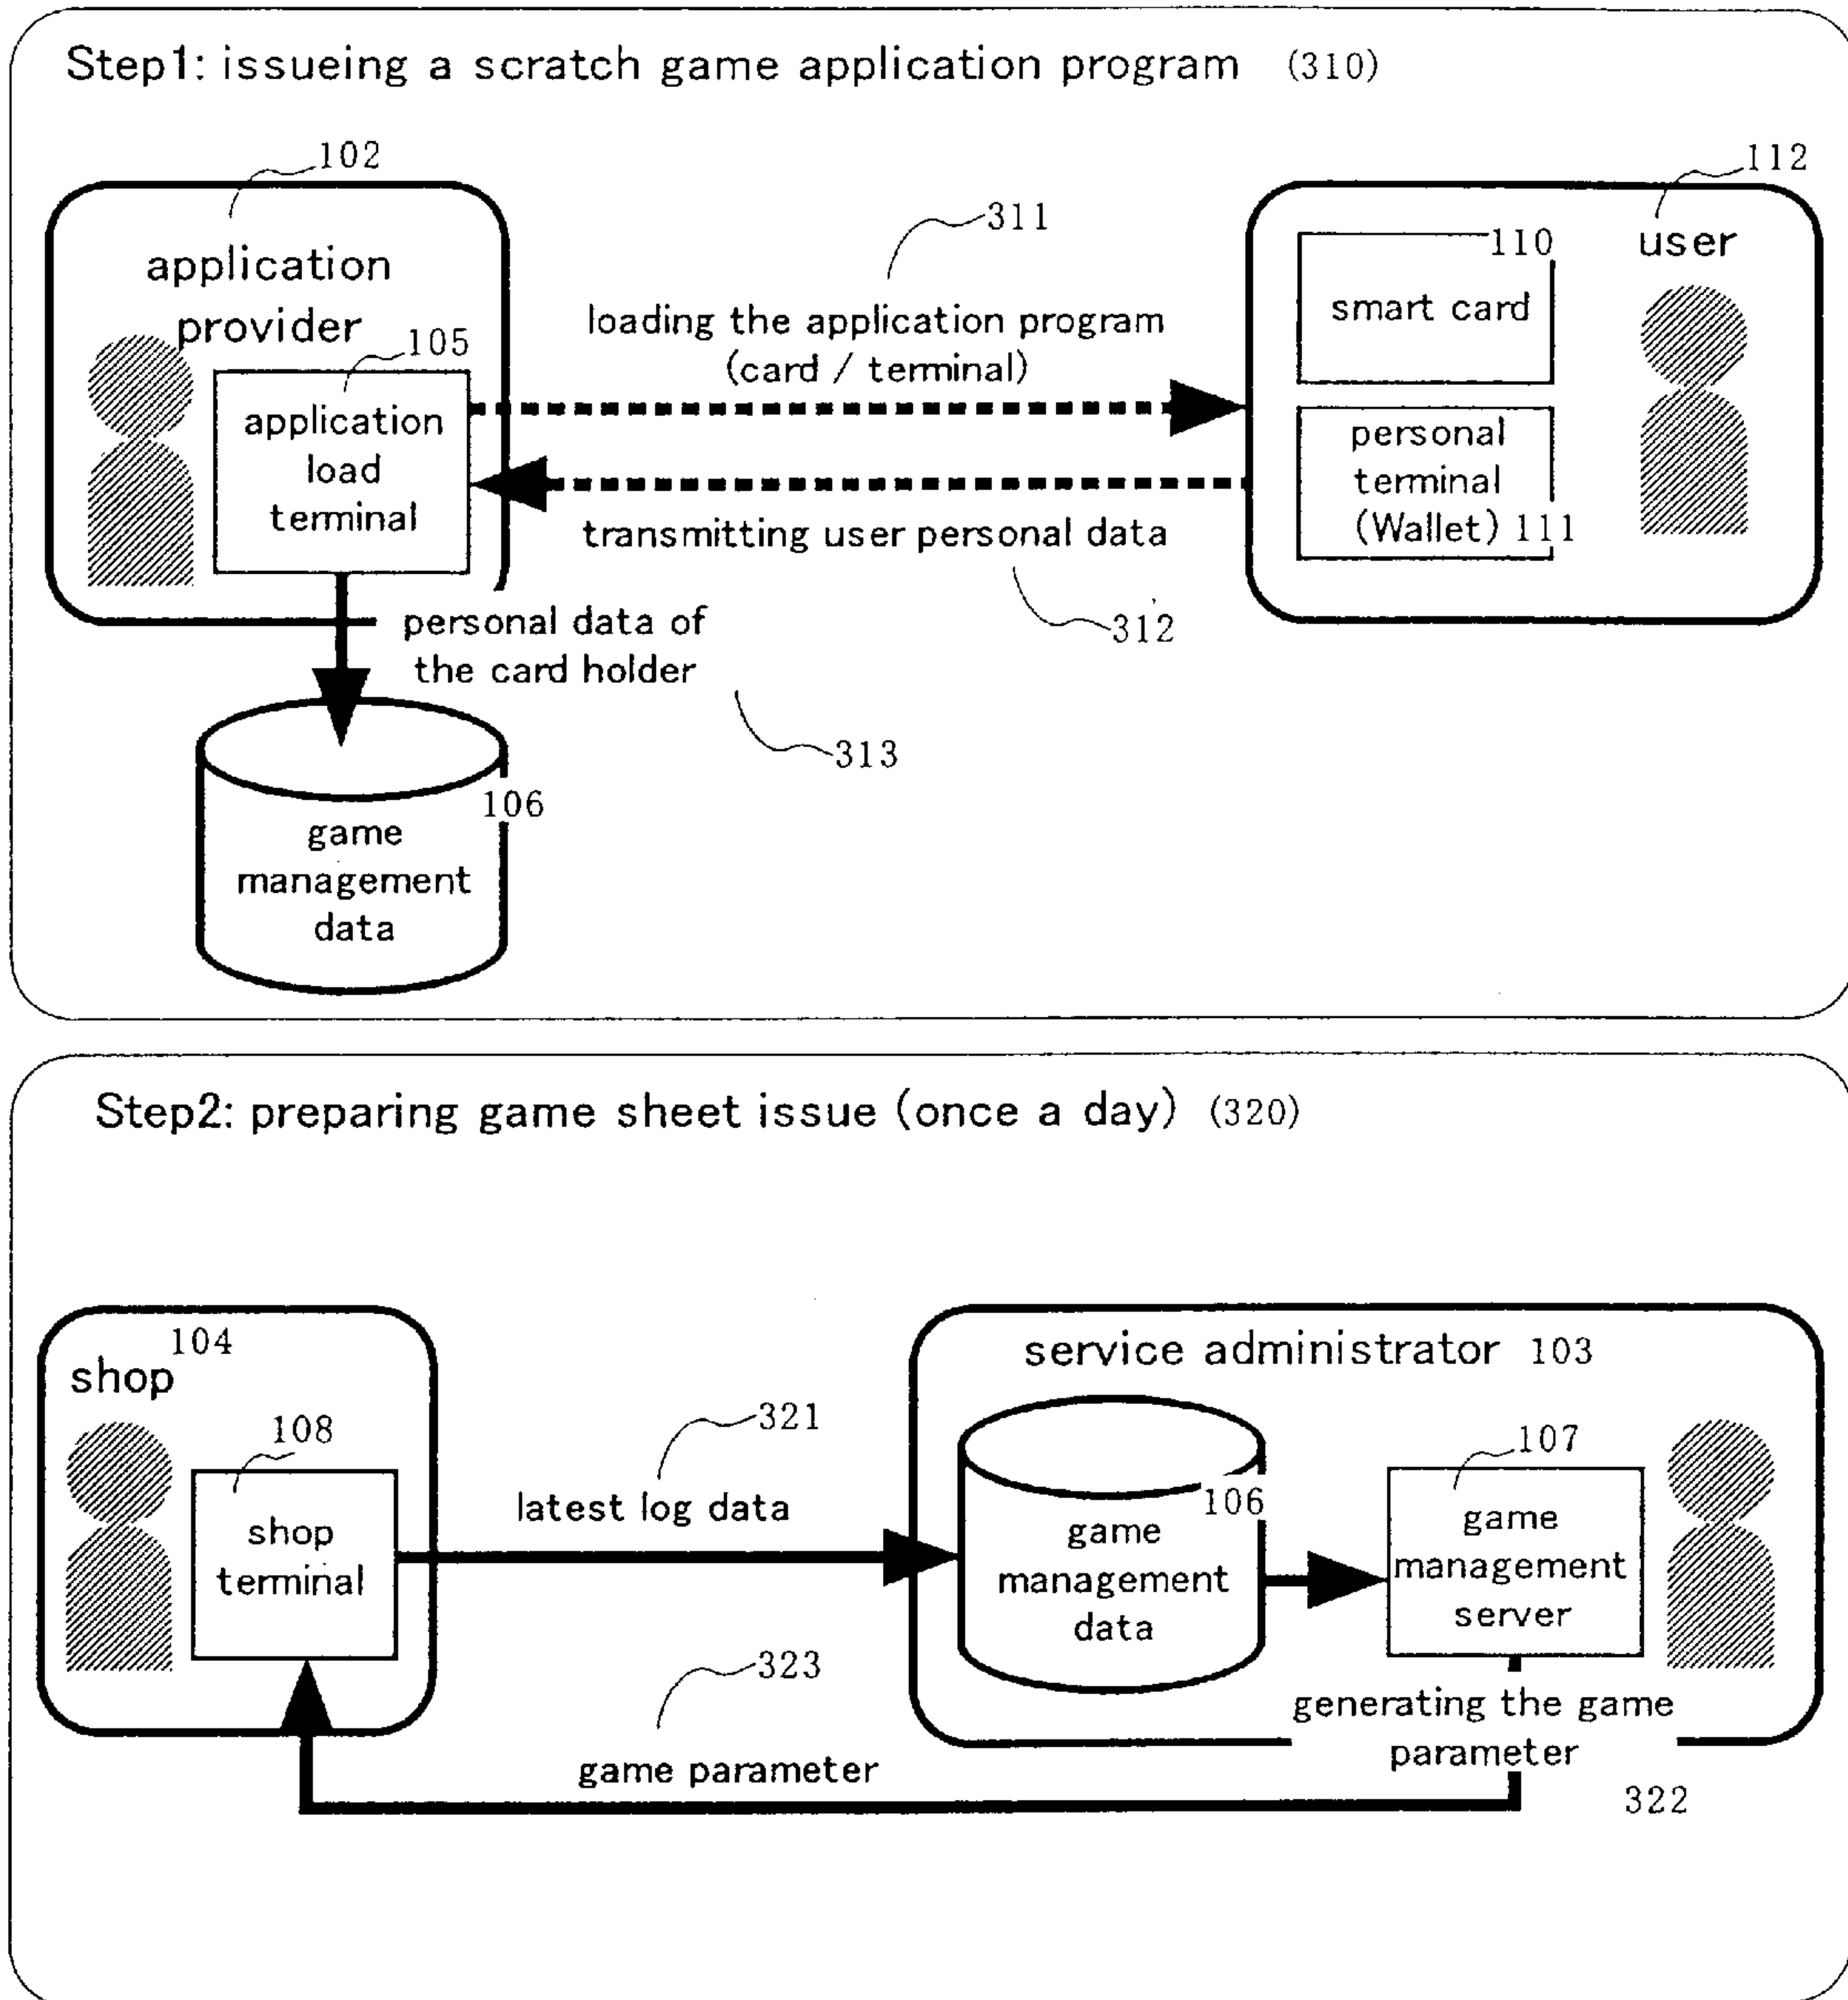 Step1: issueing a scratch game application program (310)
102
112
311
application
provider
110
user
smart card
loading the application program
(card / terminal)
105
application
load
terminal
personal
terminal
(Wallet) 111
transmitting user personal data
312
personal data of
the card holder
313
106
game
management
data
Step2: preparing game sheet issue (once a day) (320)
104
shop
service administrator 103
108
321
107
latest log data
106
shop
terminal
game
management
data
game
management
server
323
generating the game
parameter
game parameter
322